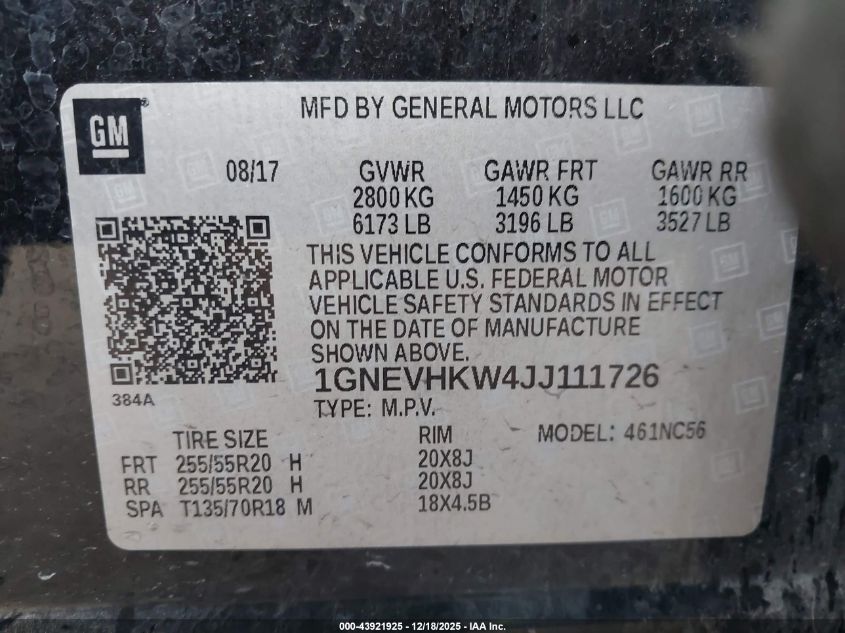 GM
MFD BY GENERAL MOTORS LLC
08/17 GVWR GAWR FRT GAWR RR
2800 KG 1450 KG 1600 KG
6173 LB 3196 LB 3527 LB
THIS VEHICLE CONFORMS TO ALL
APPLICABLE U.S. FEDERAL MOTOR
VEHICLE SAFETY STANDARDS IN EFFECT
ON THE DATE OF MANUFACTURE
SHOWN ABOVE.
1GNEVHKW4JJ111726
384A
TYPE: M.P.V.
TIRE SIZE RIM MODEL: 461NC56
FRT 255/55R20 H 20X8J
RR 255/55R20 H 20X8J
SPA T135/70R18 M 18X4.5B
000-43921925 - 12/18/2025 - IAA Inc.